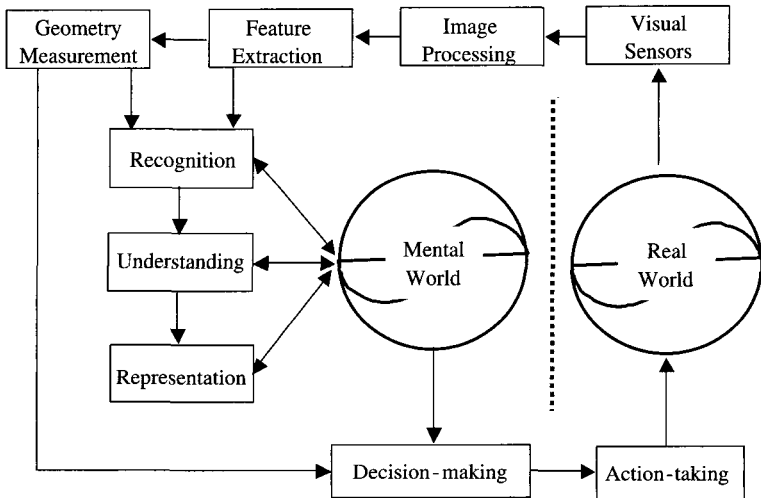 Geometry
Measurement
Feature
Extraction
Image
Processing
Visual
Sensors
Recognition
Understanding
Representation
Mental
World
Real
World
Decision-making
Action-taking